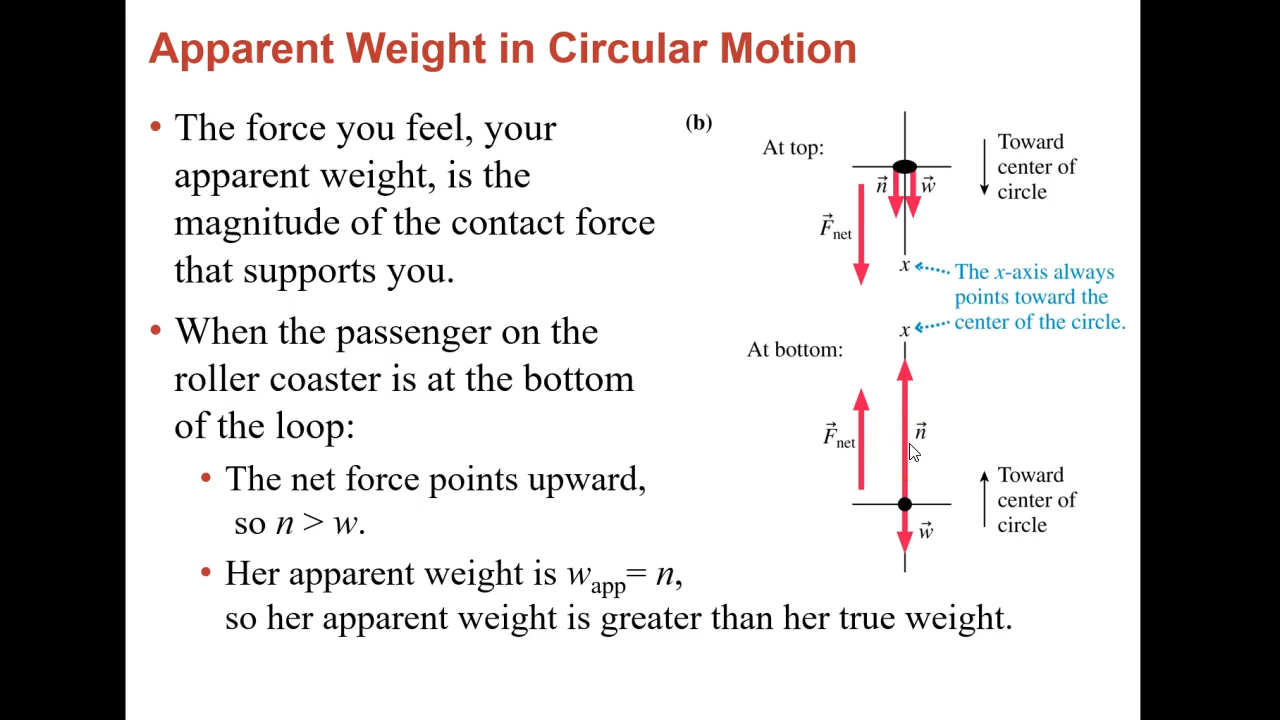 Apparent Weight in Circular Motion
• The force you feel, your
apparent weight, is the
magnitude of the contact force
that supports you.
• When the passenger on the
roller coaster is at the bottom
of the loop:
• The net force points upward,
so n > w.
• Her apparent weight is w_app = n,
so her apparent weight is greater than her true weight.
(b)
At top:
n⃗ w⃗
F⃗_net
Toward
center of
circle
x
The x-axis always
points toward the
center of the circle.
x
At bottom:
F⃗_net
n⃗
w⃗
Toward
center of
circle